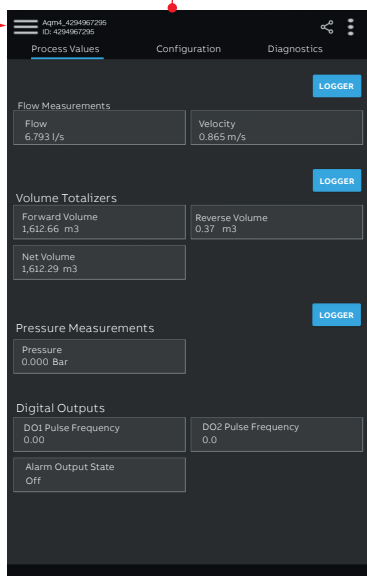 Aqm4_4294967295
ID: 4294967295
Process Values Configuration Diagnostics
LOGGER
Flow Measurements
Flow Velocity
6.793 l/s 0.865 m/s
LOGGER
Volume Totalizers
Forward Volume Reverse Volume
1,612.66 m3 0.37 m3
Net Volume
1,612.29 m3
LOGGER
Pressure Measurements
Pressure
0.000 Bar
Digital Outputs
DO1 Pulse Frequency DO2 Pulse Frequency
0.00 0.0
Alarm Output State
Off